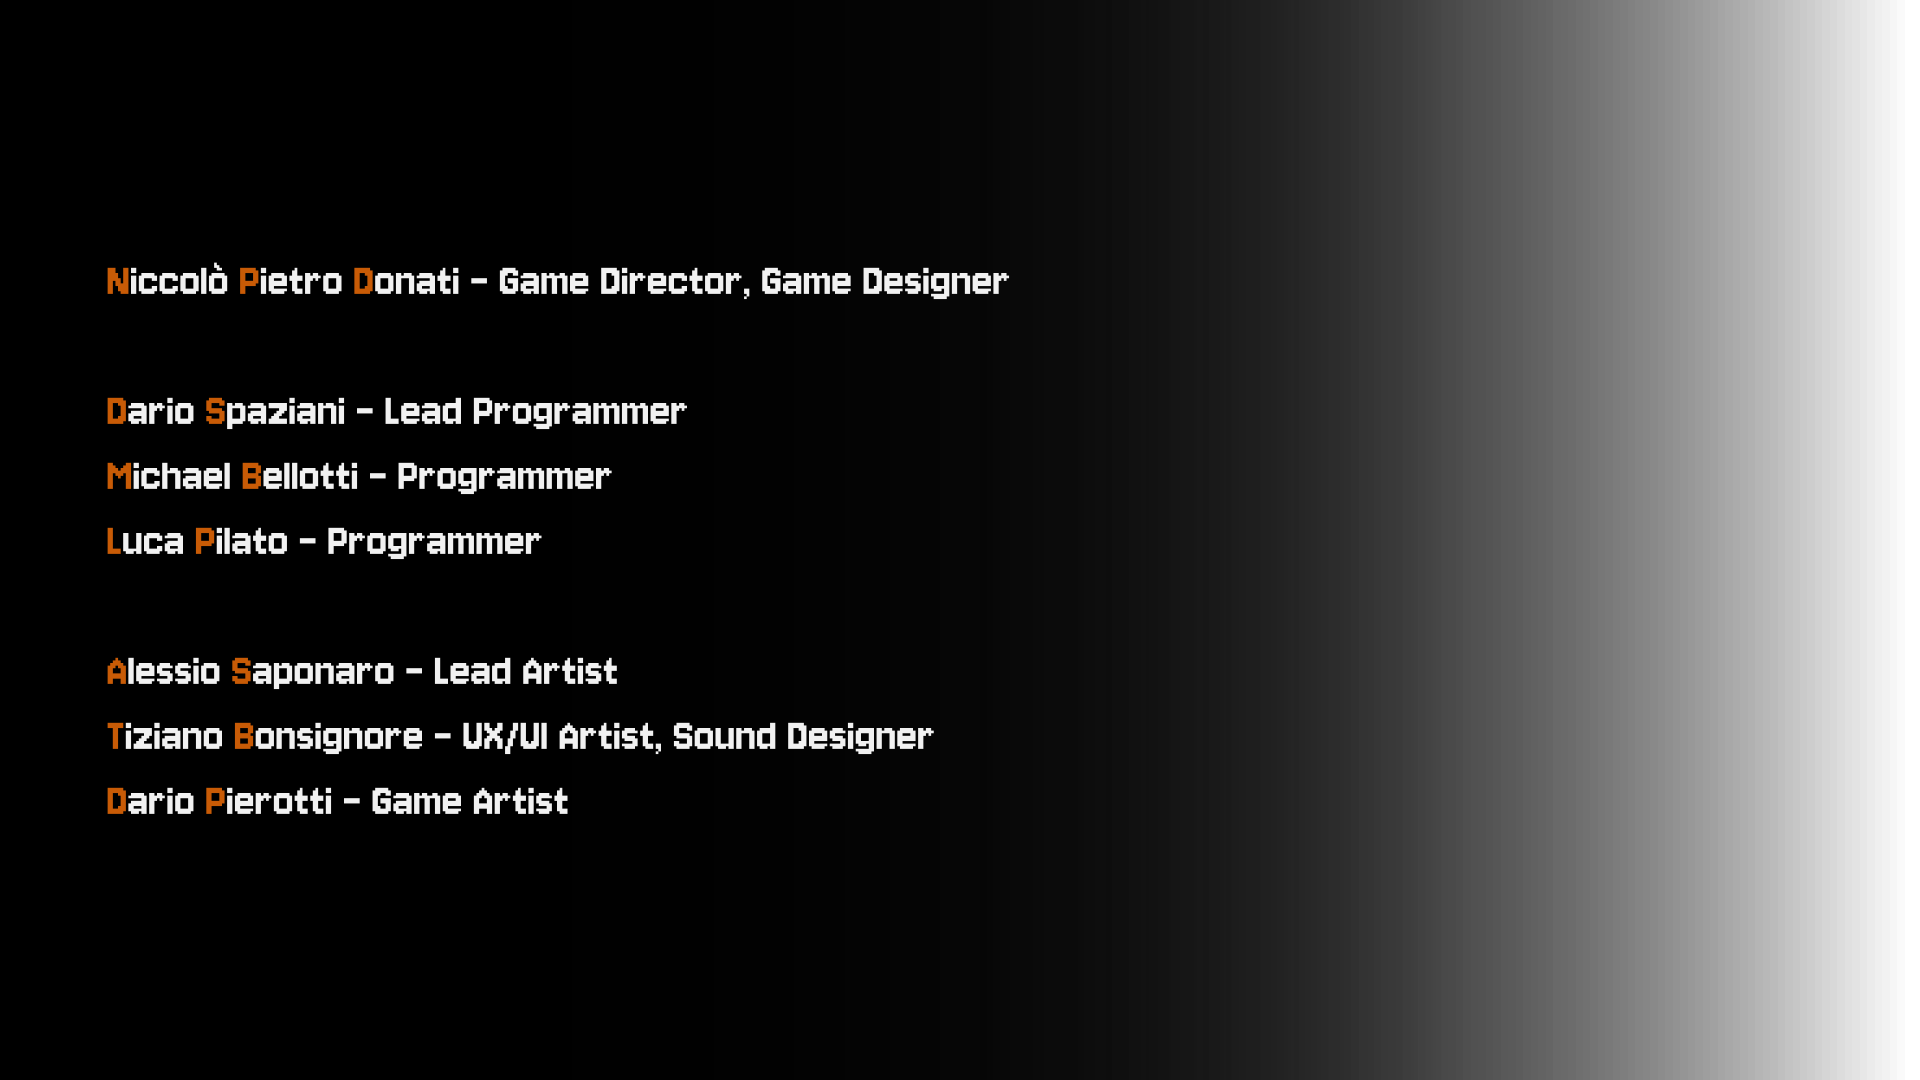 Niccolò Pietro Donati - Game Director, Game Designer
Dario Spaziani - Lead Programmer
Michael Bellotti - Programmer
Luca Pilato - Programmer
Alessio Saponaro - Lead Artist
Tiziano Bonsignore - UX/UI Artist, Sound Designer
Dario Pierotti - Game Artist